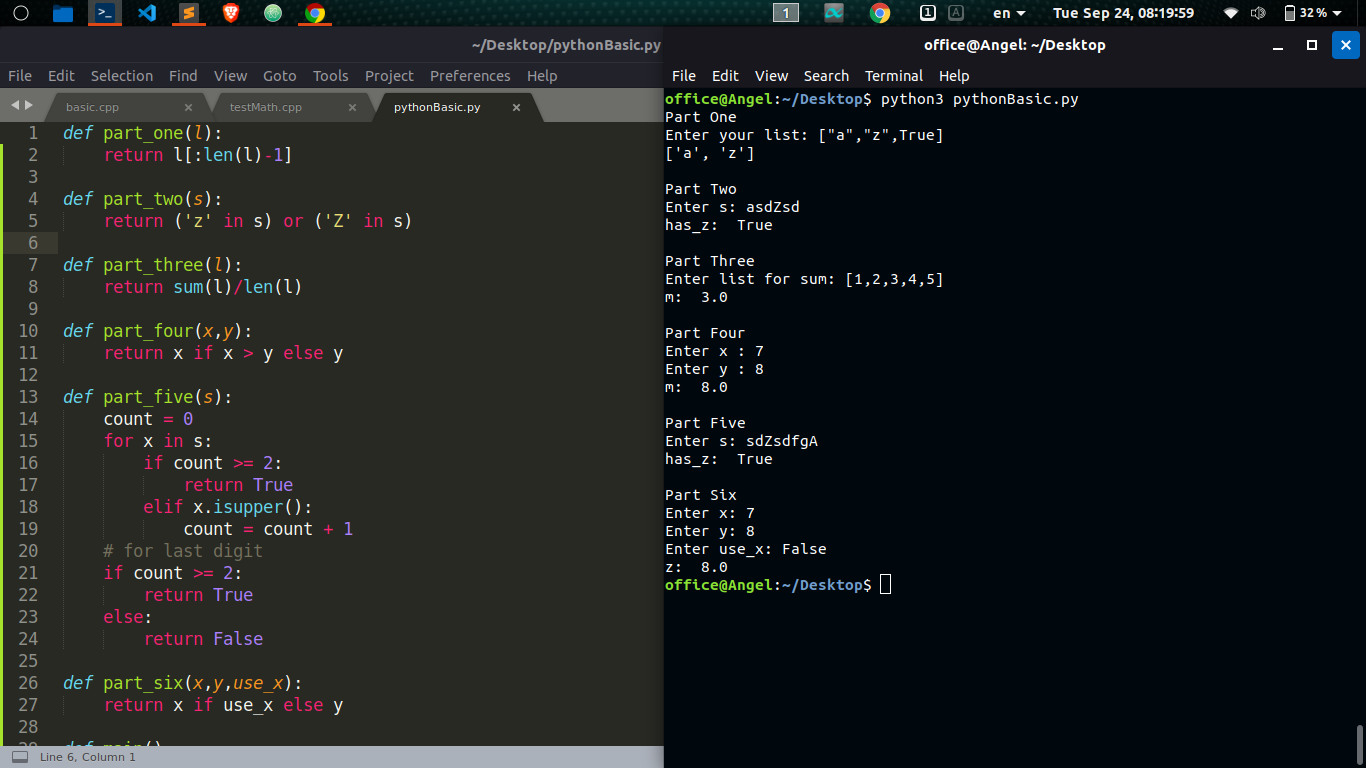 1
1
A
en
Tue Sep 24, 08:19:59
32 %
~/Desktop/pythonBasic.py
File Edit Selection Find View Goto Tools Project Preferences Help
basic.cpp
testMath.cpp
pythonBasic.py
1 def part_one(l):
2 return l[:len(l)-1]
3
4 def part_two(s):
5 return ('z' in s) or ('Z' in s)
6
7 def part_three(l):
8 return sum(l)/len(l)
9
10 def part_four(x,y):
11 return x if x > y else y
12
13 def part_five(s):
14 count = 0
15 for x in s:
16 if count >= 2:
17 return True
18 elif x.isupper():
19 count = count + 1
20 # for last digit
21 if count >= 2:
22 return True
23 else:
24 return False
25
26 def part_six(x,y,use_x):
27 return x if use_x else y
28
29 def main()
Line 6, Column 1
office@Angel: ~/Desktop
File Edit View Search Terminal Help
office@Angel:~/Desktop$ python3 pythonBasic.py
Part One
Enter your list: ["a","z",True]
['a', 'z']
Part Two
Enter s: asdZsd
has_z:  True
Part Three
Enter list for sum: [1,2,3,4,5]
m:  3.0
Part Four
Enter x : 7
Enter y : 8
m:  8.0
Part Five
Enter s: sdZsdfgA
has_z:  True
Part Six
Enter x: 7
Enter y: 8
Enter use_x: False
z:  8.0
office@Angel:~/Desktop$